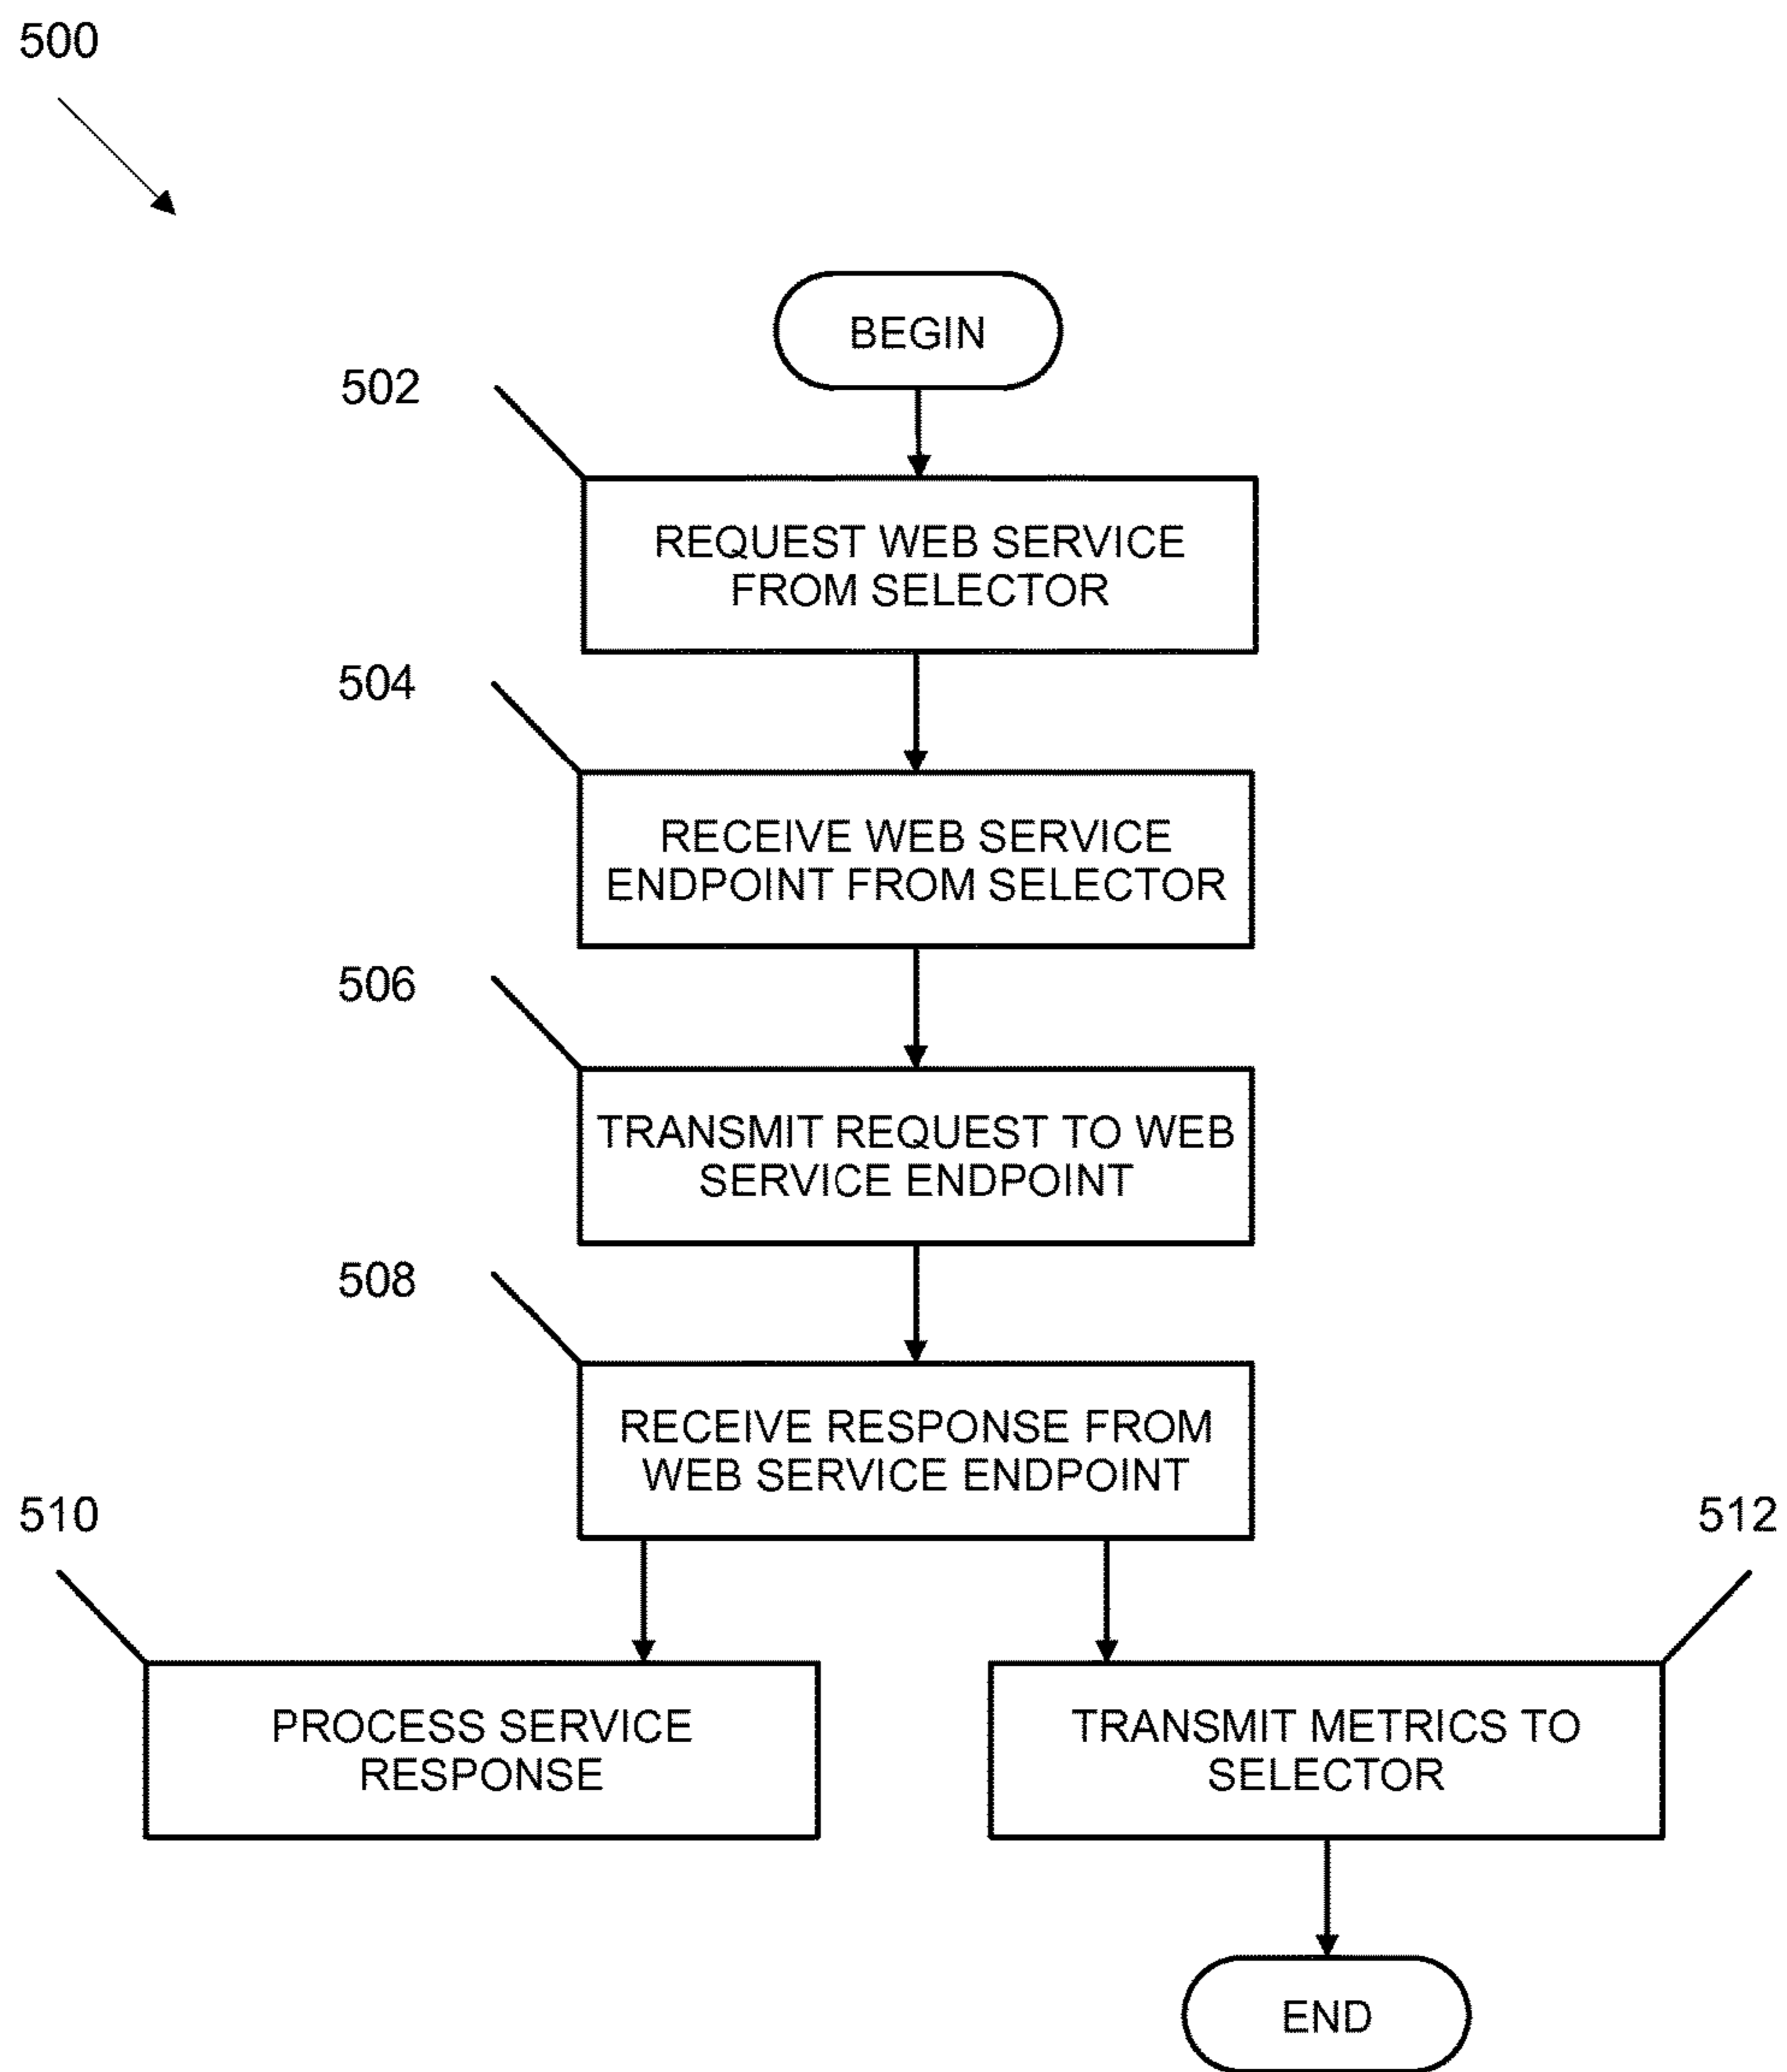 500
BEGIN
502
REQUEST WEB SERVICE
FROM SELECTOR
504
RECEIVE WEB SERVICE
ENDPOINT FROM SELECTOR
506
TRANSMIT REQUEST TO WEB
SERVICE ENDPOINT
508
RECEIVE RESPONSE FROM
WEB SERVICE ENDPOINT
510
512
PROCESS SERVICE
RESPONSE
TRANSMIT METRICS TO
SELECTOR
END